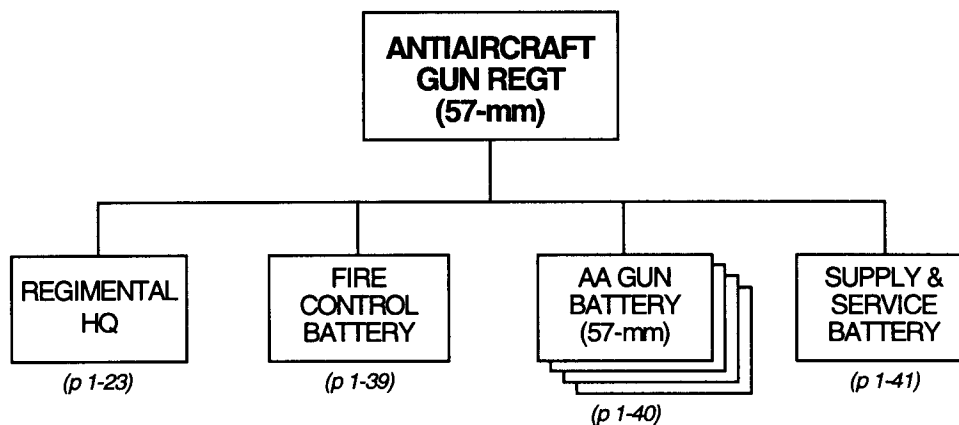 ANTIAIRCRAFT
GUN REGT
(57-mm)
REGIMENTAL
HQ
(p 1-23)
FIRE
CONTROL
BATTERY
(p 1-39)
AA GUN
BATTERY
(57-mm)
(p 1-40)
SUPPLY &
SERVICE
BATTERY
(p 1-41)